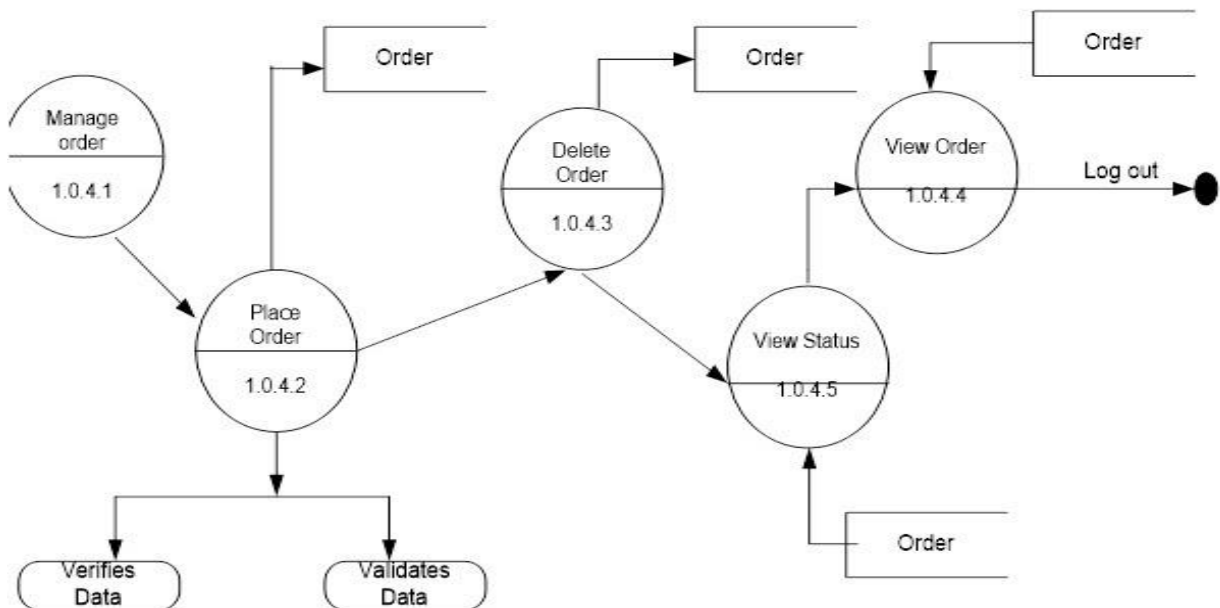 Order
Order
Order
Manage
order
1.0.4.1
Delete
Order
1.0.4.3
View Order
1.0.4.4
Log out
Place
Order
1.0.4.2
View Status
1.0.4.5
Order
Verifies
Data
Validates
Data